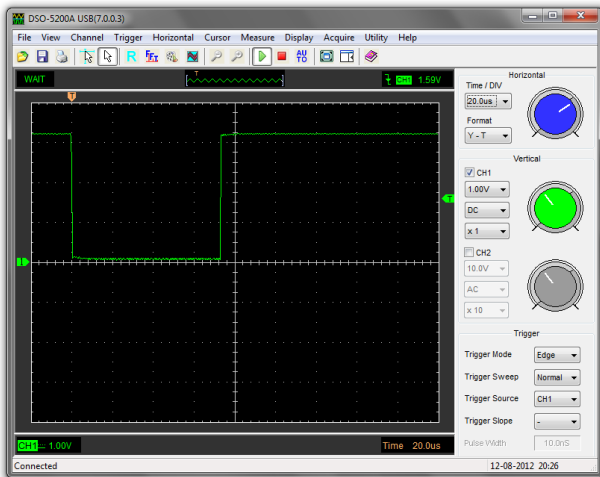 DSO-5200A USB(7.0.0.3)
File View Channel Trigger Horizontal Cursor Measure Display Acquire Utility Help
R FFT AUTO
WAIT T CH1 1.59V
T
T
1
CH1 1.00V Time 20.0us
Horizontal
Time / DIV
20.0us
Format
Y - T
Vertical
CH1
1.00V
DC
x 1
CH2
10.0V
AC
x 10
Trigger
Trigger Mode Edge
Trigger Sweep Normal
Trigger Source CH1
Trigger Slope -
Pulse Width 10.0nS
Connected 12-08-2012 20:26